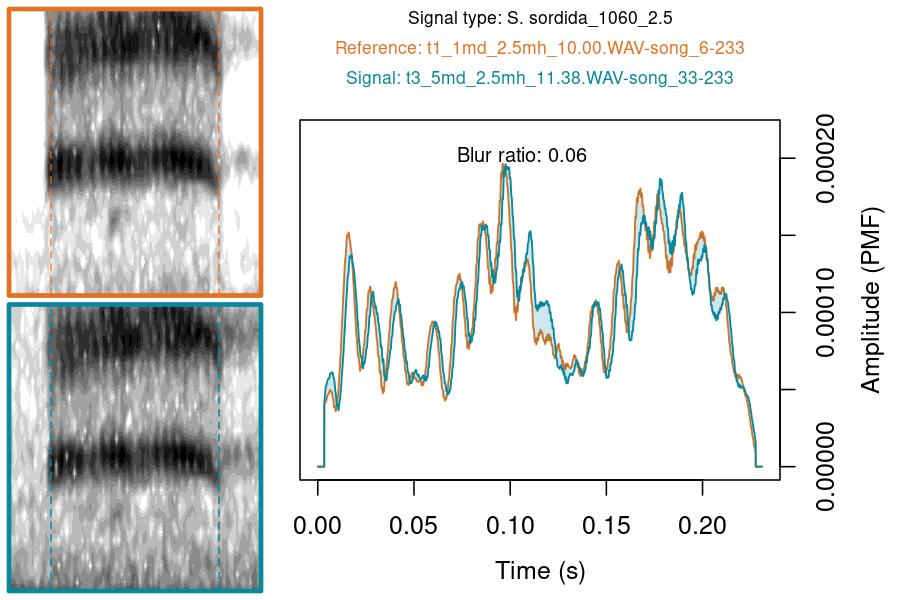 Signal type: S. sordida_1060_2.5
Reference: t1_1md_2.5mh_10.00.WAV-song_6-233
Signal: t3_5md_2.5mh_11.38.WAV-song_33-233
Blur ratio: 0.06
0.00020
0.00010
0.00000
Amplitude (PMF)
0.00 0.05 0.10 0.15 0.20
Time (s)